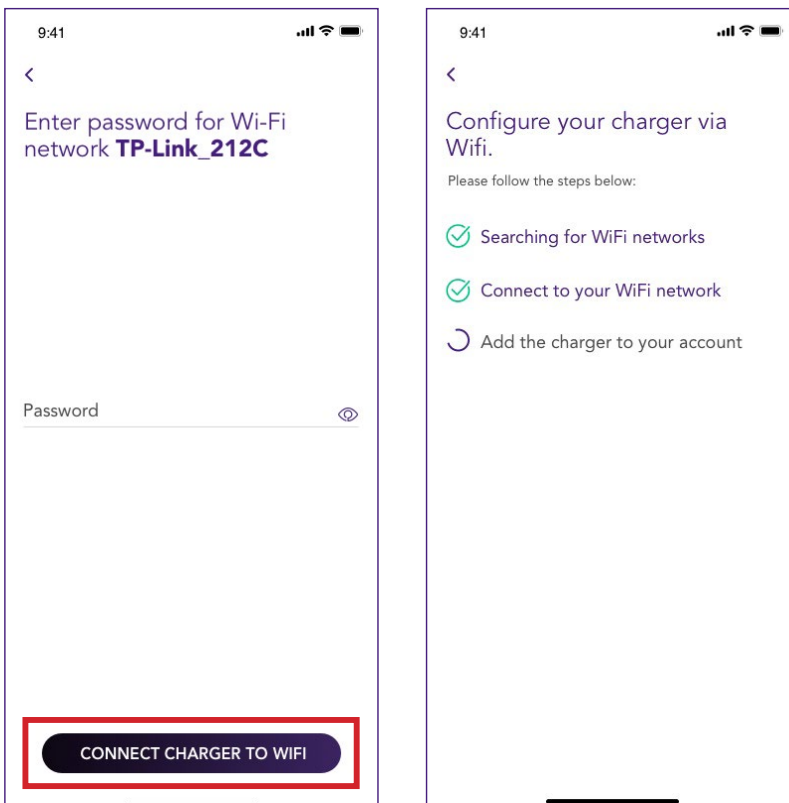 9:41
Enter password for Wi-Fi
network TP-Link_212C
Password
CONNECT CHARGER TO WIFI
9:41
Configure your charger via
Wifi.
Please follow the steps below:
Searching for WiFi networks
Connect to your WiFi network
Add the charger to your account